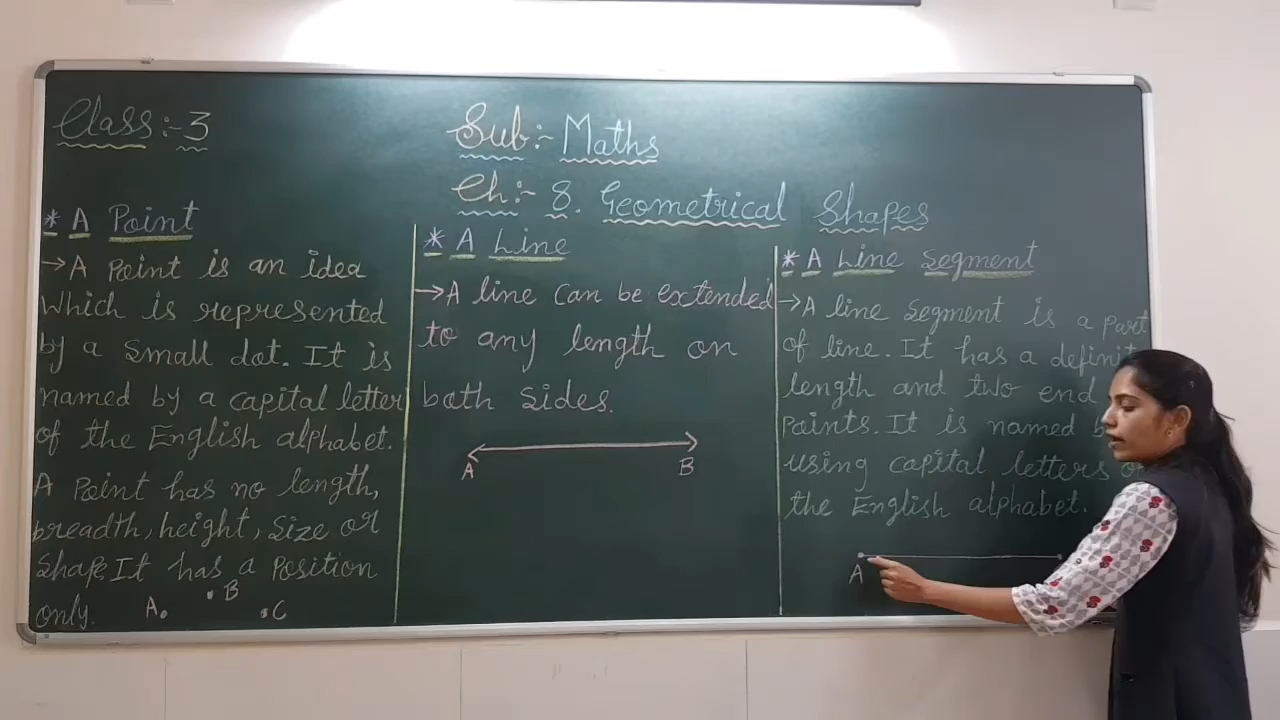 Class:- 3
Sub:- Maths
Ch:- 8. Geometrical Shapes
* A Point
→ A Point is an idea
which is represented
by a small dot. It is
named by a capital letter
of the English alphabet.
A Point has no length,
breadth, height, size or
shape. It has a Position
only.
A. .B .C
* A Line
→ A line can be extended
to any length on
both sides.
A B
* A Line Segment
→ A line segment is a part
of line. It has a definit
length and two end
points. It is named b
using capital letters o
the English alphabet.
A